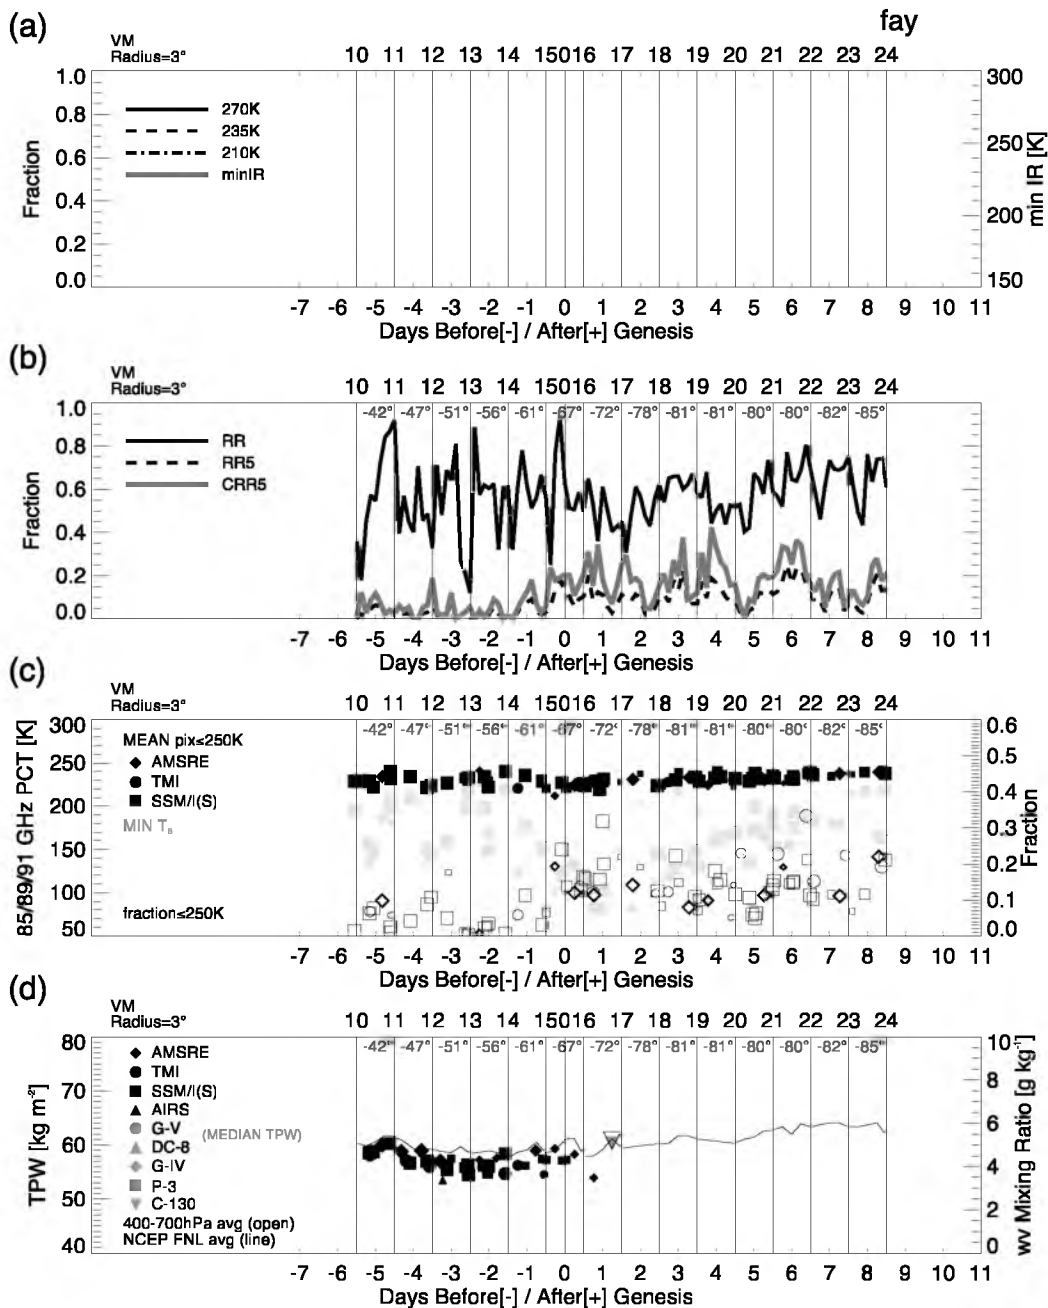 (a)
fay
VM
Radius=3°
10 11 12 13 14 15 0 16 17 18 19 20 21 22 23 24
1.0
0.8
0.6
0.4
0.2
0.0
Fraction
270K
235K
210K
minIR
300
250
200
150
min IR [K]
-7 -6 -5 -4 -3 -2 -1 0 1 2 3 4 5 6 7 8 9 10 11
Days Before[-] / After[+] Genesis
(b)
VM
Radius=3°
10 11 12 13 14 15 0 16 17 18 19 20 21 22 23 24
-42° -47° -51° -56° -61° -67° -72° -78° -81° -81° -80° -80° -82° -85°
1.0
0.8
0.6
0.4
0.2
0.0
Fraction
RR
RR5
CRR5
-7 -6 -5 -4 -3 -2 -1 0 1 2 3 4 5 6 7 8 9 10 11
Days Before[-] / After[+] Genesis
(c)
VM
Radius=3°
10 11 12 13 14 15 0 16 17 18 19 20 21 22 23 24
-42° -47° -51° -56° -61° -67° -72° -78° -81° -81° -80° -80° -82° -85°
300
250
200
150
100
50
85/89/91 GHz PCT [K]
MEAN pix≤250K
AMSRE
TMI
SSM/I(S)
MIN T_B
fraction≤250K
0.6
0.5
0.4
0.3
0.2
0.1
0.0
Fraction
-7 -6 -5 -4 -3 -2 -1 0 1 2 3 4 5 6 7 8 9 10 11
Days Before[-] / After[+] Genesis
(d)
VM
Radius=3°
10 11 12 13 14 15 0 16 17 18 19 20 21 22 23 24
-42° -47° -51° -56° -61° -67° -72° -78° -81° -81° -80° -80° -82° -85°
80
70
60
50
40
TPW [kg m⁻²]
AMSRE
TMI
SSM/I(S)
AIRS
G-V
(MEDIAN TPW)
DC-8
G-IV
P-3
C-130
400-700hPa avg (open)
NCEP FNL avg (line)
10
8
6
4
2
0
wv Mixing Ratio [g kg⁻¹]
-7 -6 -5 -4 -3 -2 -1 0 1 2 3 4 5 6 7 8 9 10 11
Days Before[-] / After[+] Genesis